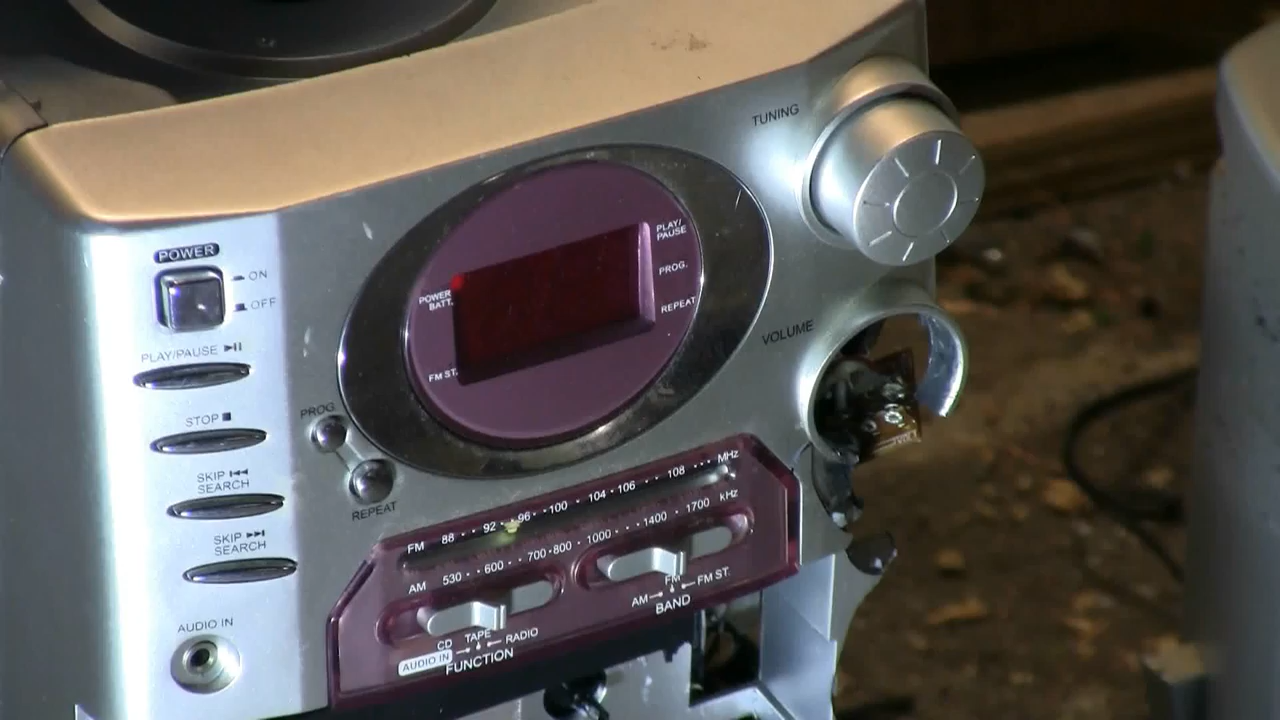 TUNING
POWER
ON
OFF
PLAY/PAUSE
STOP
SKIP
SEARCH
SKIP
SEARCH
AUDIO IN
PROG.
REPEAT
POWER
BATT.
FM ST.
PLAY/
PAUSE
PROG.
REPEAT
VOLUME
FM 88 · · 92 · 96 · · 100 · · 104 · 106 · · · 108 · · · MHz
AM 530 · · 600 · · 700 · 800 · · 1000 · · · 1400 · · 1700 kHz
CD TAPE RADIO
AUDIO IN
FUNCTION
AM FM FM ST.
BAND